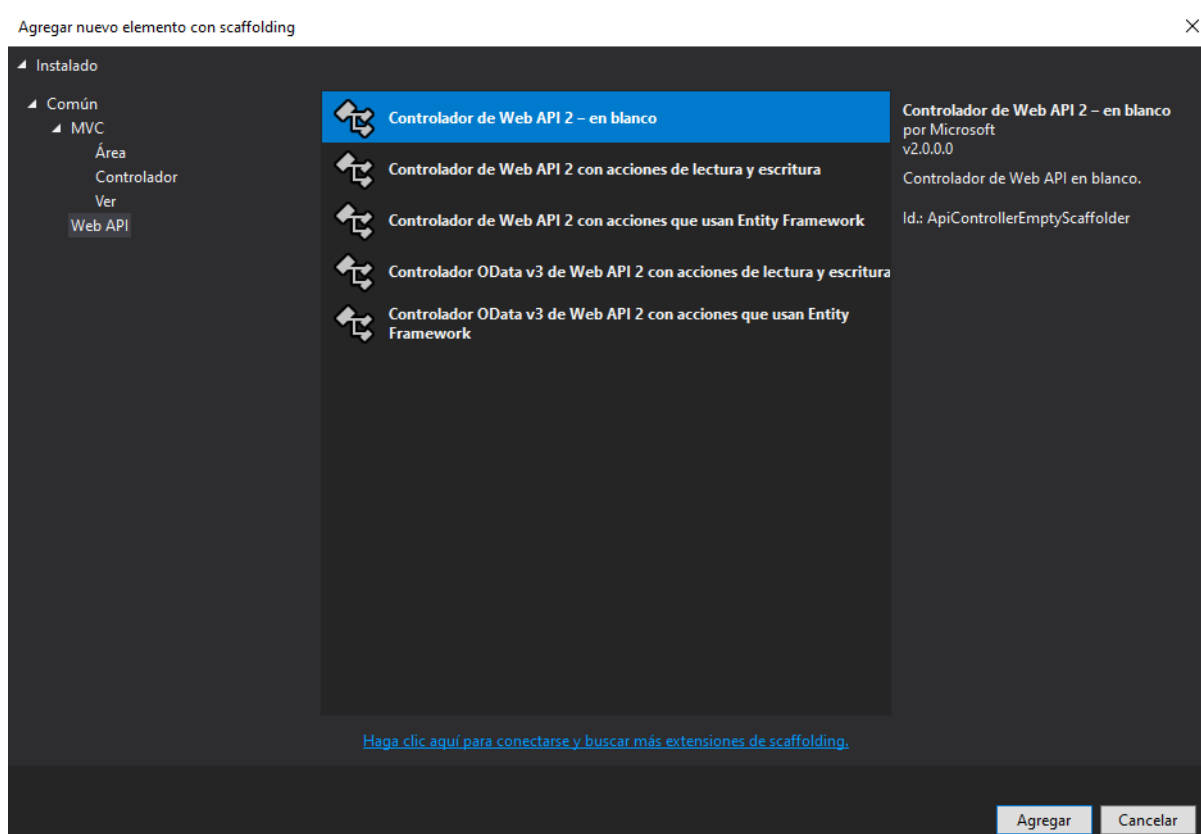 Agregar nuevo elemento con scaffolding
Instalado
Común
MVC
Área
Controlador
Ver
Web API
Controlador de Web API 2 – en blanco
Controlador de Web API 2 con acciones de lectura y escritura
Controlador de Web API 2 con acciones que usan Entity Framework
Controlador OData v3 de Web API 2 con acciones de lectura y escritura
Controlador OData v3 de Web API 2 con acciones que usan Entity
Framework
Controlador de Web API 2 – en blanco
por Microsoft
v2.0.0.0
Controlador de Web API en blanco.
Id.: ApiControllerEmptyScaffolder
Haga clic aquí para conectarse y buscar más extensiones de scaffolding.
Agregar
Cancelar